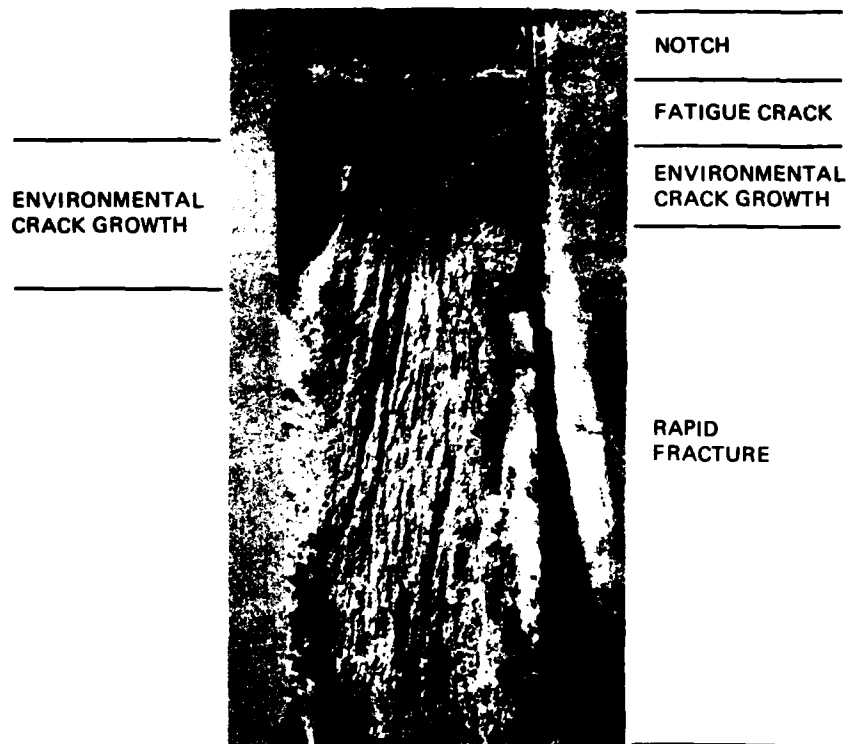 NOTCH
FATIGUE CRACK
ENVIRONMENTAL
CRACK GROWTH
ENVIRONMENTAL
CRACK GROWTH
RAPID
FRACTURE